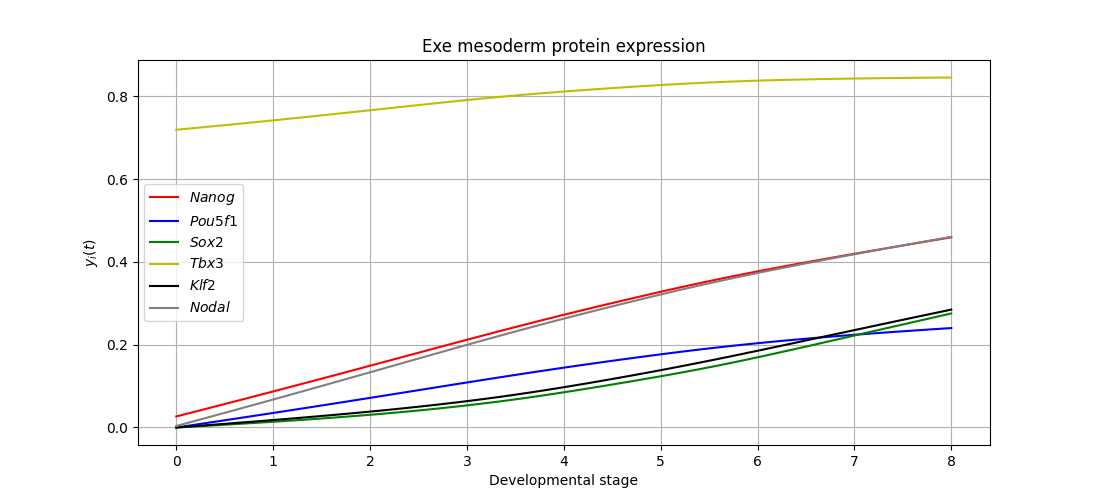 Exe mesoderm protein expression
y_i(t)
0.8
0.6
0.4
0.2
0.0
Nanog
Pou5f1
Sox2
Tbx3
Klf2
Nodal
0 1 2 3 4 5 6 7 8
Developmental stage